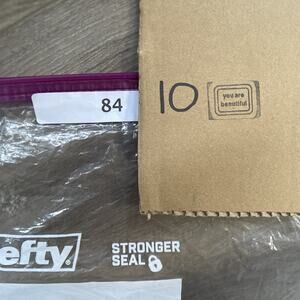 10
you are
beautiful
84
efty.
STRONGER
SEAL